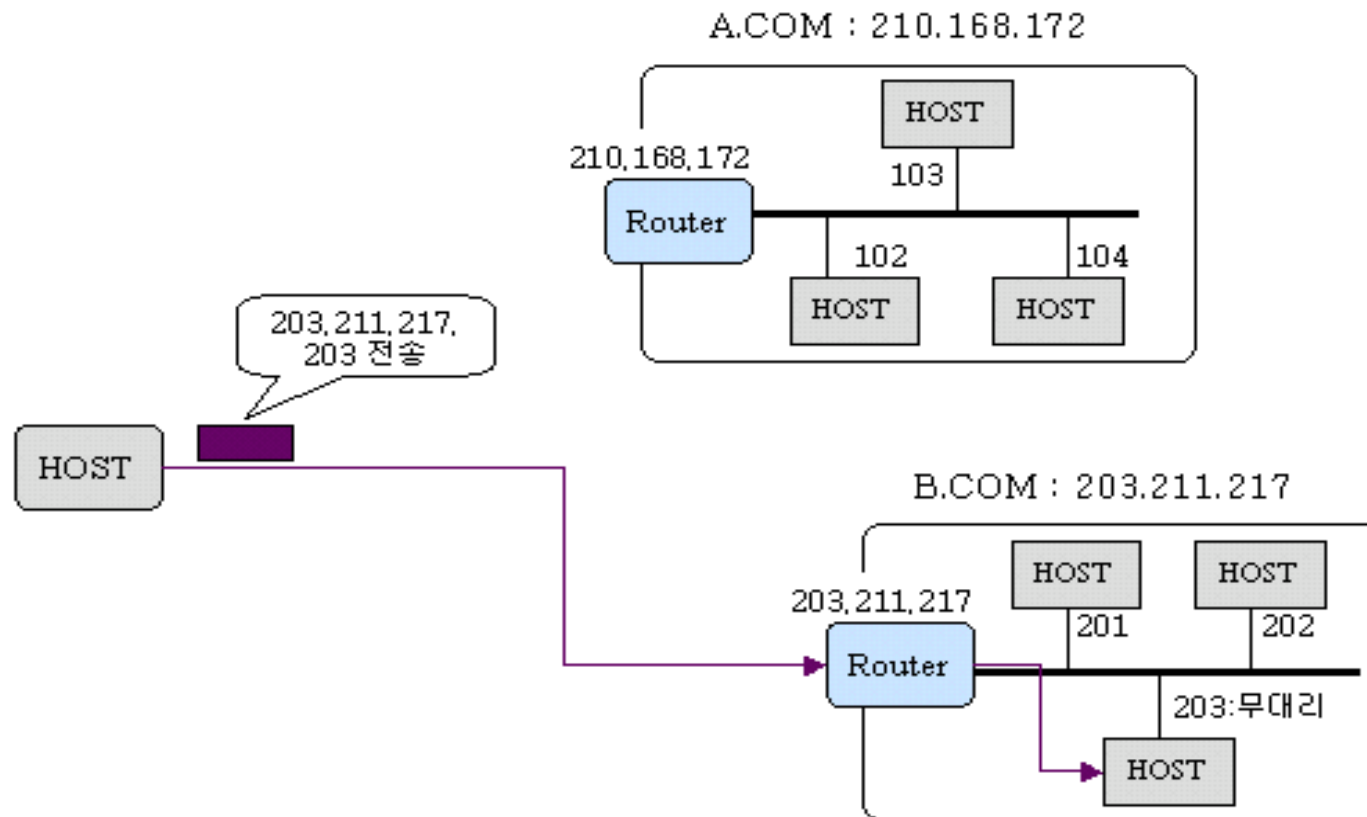 A.COM : 210.168.172
HOST
210,168,172
103
Router
102
104
HOST
HOST
203,211,217,
203 전송
HOST
B.COM : 203.211.217
HOST
HOST
203,211,217
201
202
Router
203:무대리
HOST